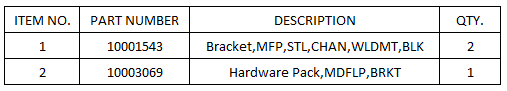 ITEM NO. PART NUMBER DESCRIPTION QTY.
1 10001543 Bracket,MFP,STL,CHAN,WLDMT,BLK 2
2 10003069 Hardware Pack,MDFLP,BRKT 1